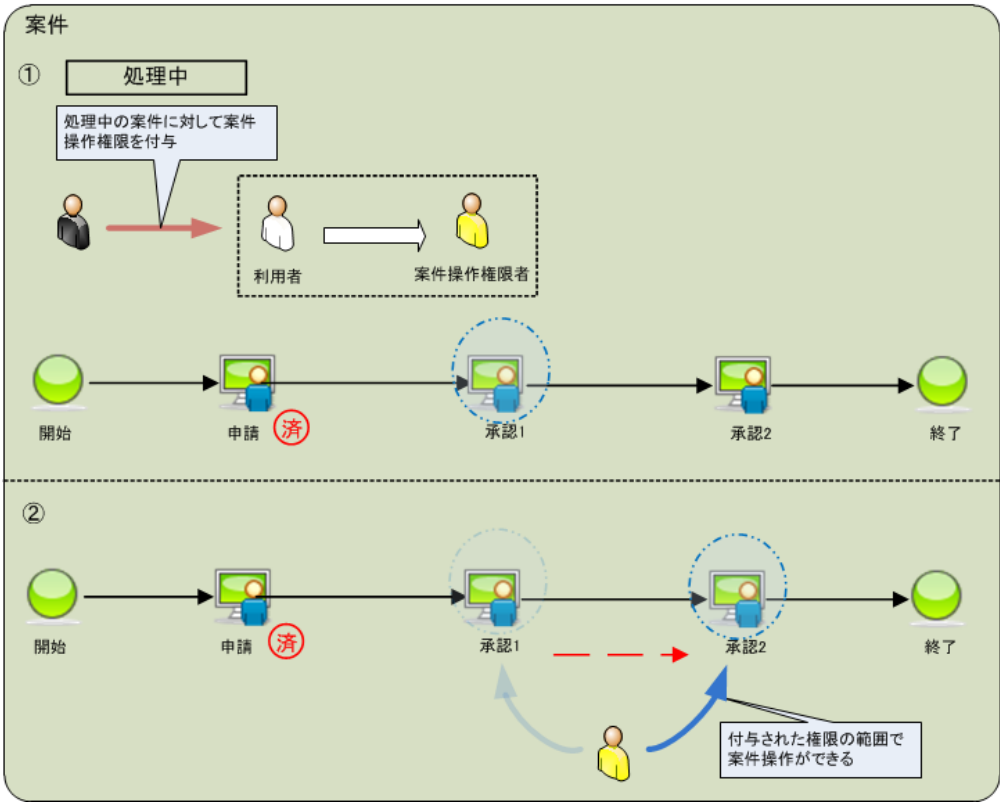 案件
①
処理中
処理中の案件に対して案件
操作権限を付与
利用者
案件操作権限者
開始
申請
済
承認1
承認2
終了
②
開始
申請
済
承認1
承認2
終了
付与された権限の範囲で
案件操作ができる